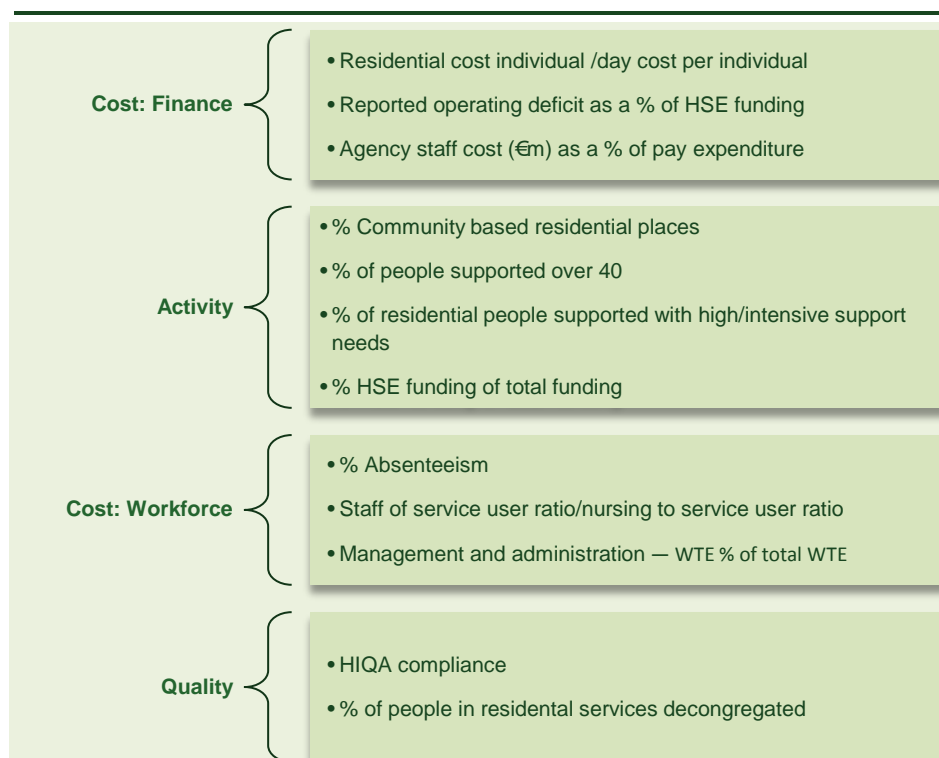 Cost: Finance
• Residential cost individual /day cost per individual
• Reported operating deficit as a % of HSE funding
• Agency staff cost (€m) as a % of pay expenditure
Activity
• % Community based residential places
• % of people supported over 40
• % of residential people supported with high/intensive support
needs
• % HSE funding of total funding
Cost: Workforce
• % Absenteeism
• Staff of service user ratio/nursing to service user ratio
• Management and administration — WTE % of total WTE
Quality
• HIQA compliance
• % of people in residental services decongregated